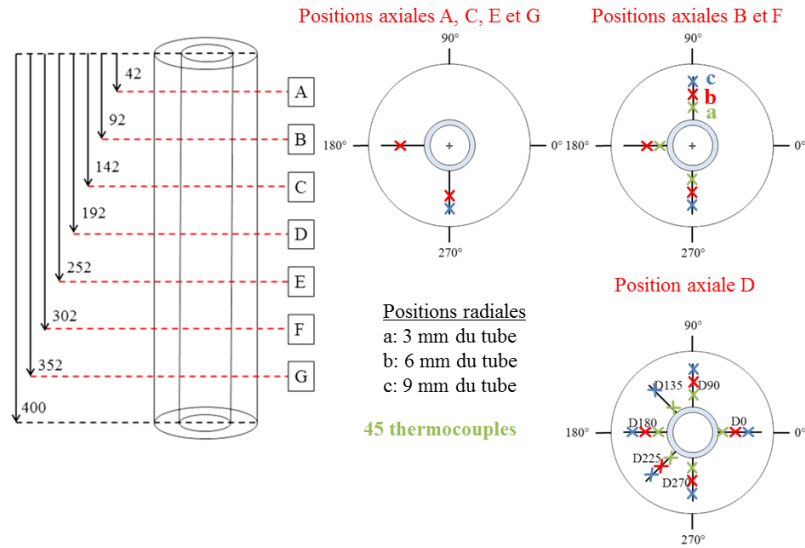 Positions axiales A, C, E et G
Positions axiales B et F
42
A
92
B
142
C
192
D
252
E
302
F
352
G
400
90°
180°
0°
270°
90°
c
b
a
180°
0°
270°
Positions radiales
a: 3 mm du tube
b: 6 mm du tube
c: 9 mm du tube
45 thermocouples
Position axiale D
90°
D135
D90
D180
D0
180°
0°
D225
D270
270°